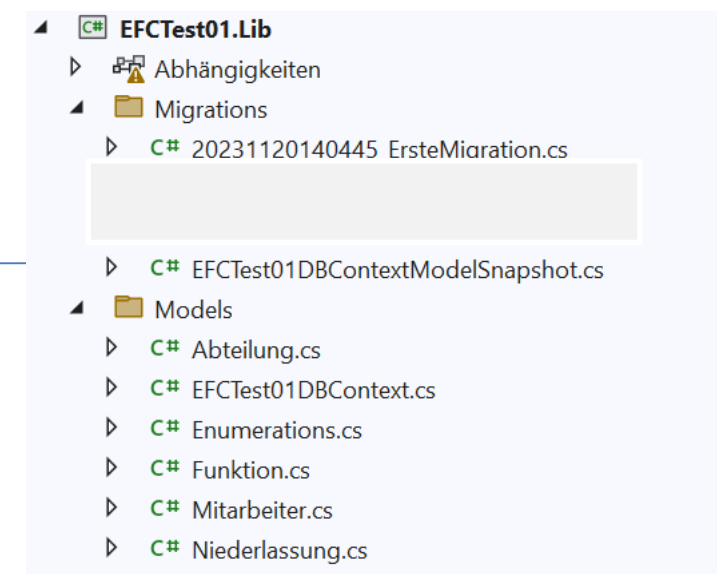 C# EFCTest01.Lib
Abhängigkeiten
Migrations
C# 20231120140445_ErsteMigration.cs
C# EFCTest01DBContextModelSnapshot.cs
Models
C# Abteilung.cs
C# EFCTest01DBContext.cs
C# Enumerations.cs
C# Funktion.cs
C# Mitarbeiter.cs
C# Niederlassung.cs